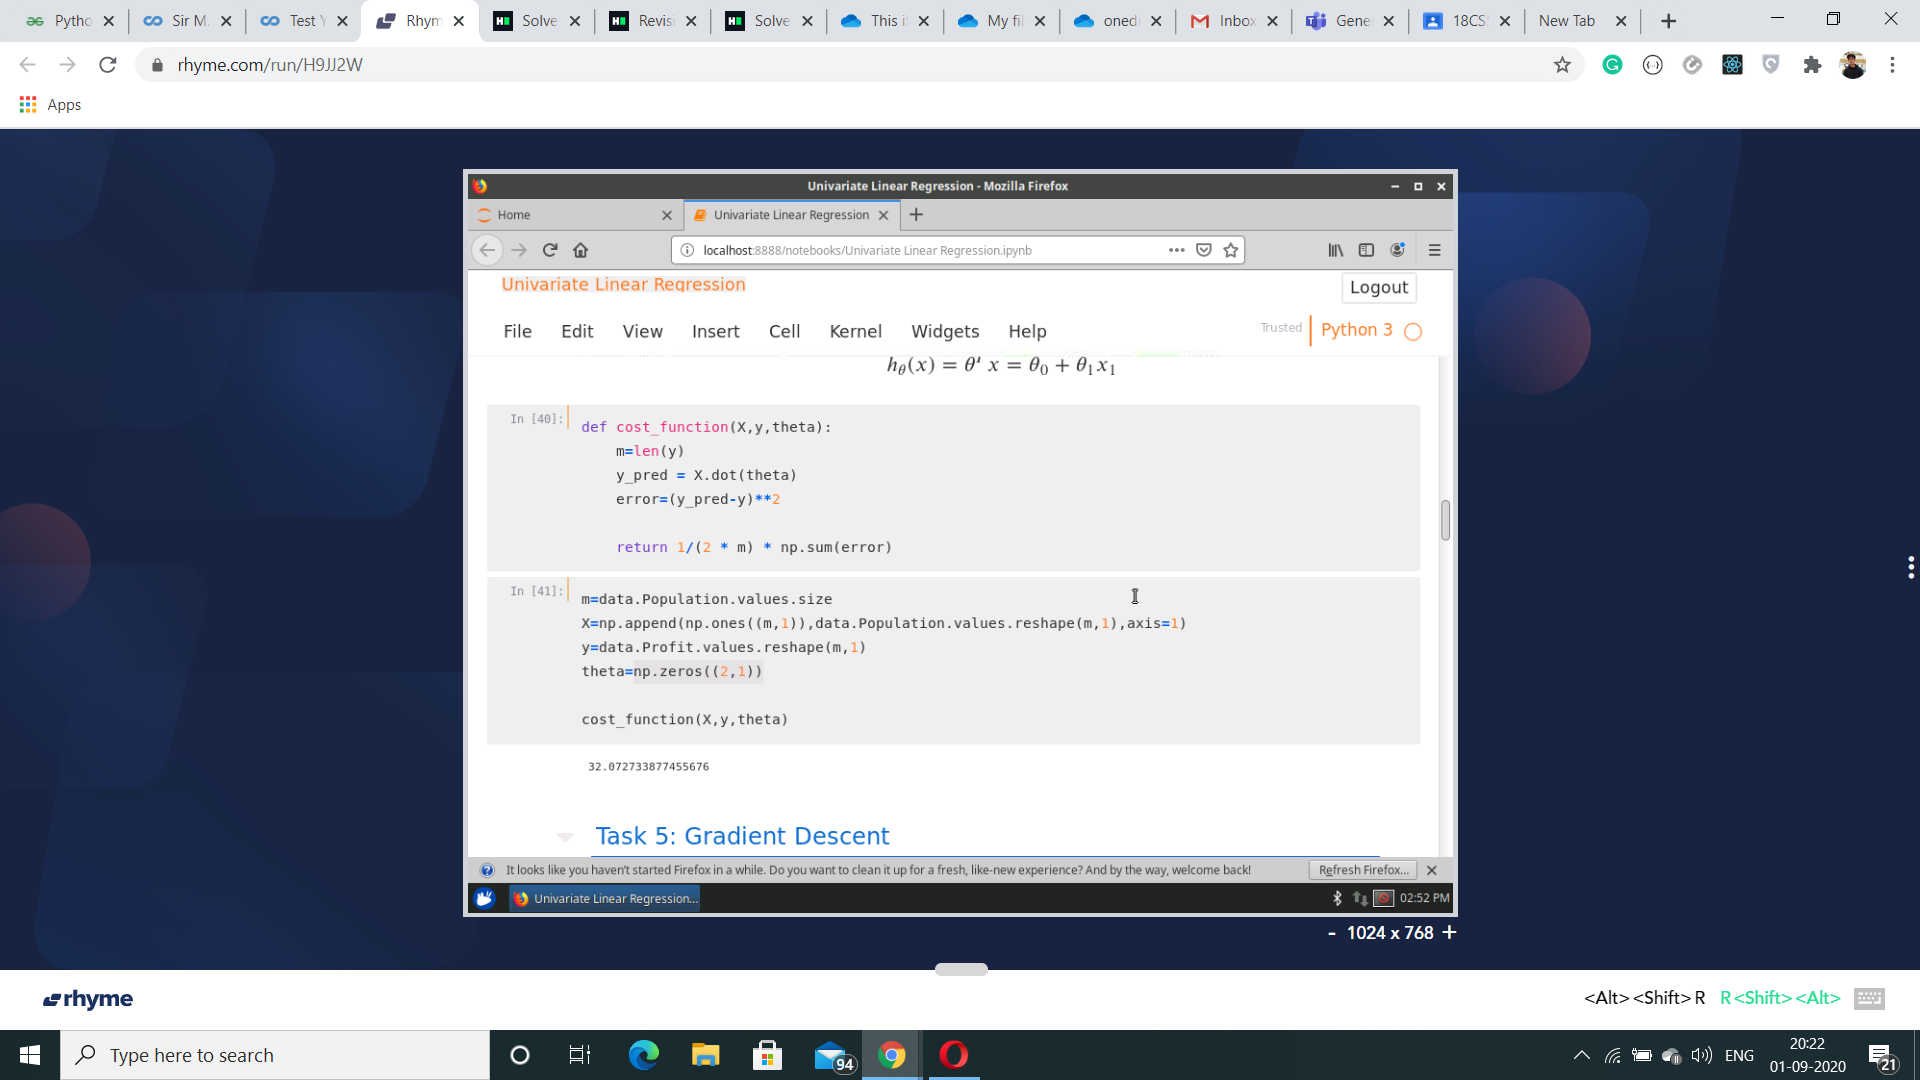 Pytho
Sir M
Test Y
Rhym
Solve
Revisi
Solve
This i
My fil
oned
Inbox
Gene
18CS
New Tab
rhyme.com/run/H9JJ2W
Apps
Univariate Linear Regression - Mozilla Firefox
Home
Univariate Linear Regression
localhost:8888/notebooks/Univariate Linear Regression.ipynb
Univariate Linear Regression
Logout
File Edit View Insert Cell Kernel Widgets Help
Trusted
Python 3
hθ(x) = θT x = θ0 + θ1x1
In [40]:
def cost_function(X,y,theta):
    m=len(y)
    y_pred = X.dot(theta)
    error=(y_pred-y)**2
    return 1/(2 * m) * np.sum(error)
In [41]:
m=data.Population.values.size
X=np.append(np.ones((m,1)),data.Population.values.reshape(m,1),axis=1)
y=data.Profit.values.reshape(m,1)
theta=np.zeros((2,1))
cost_function(X,y,theta)
32.072733877455676
Task 5: Gradient Descent
It looks like you haven't started Firefox in a while. Do you want to clean it up for a fresh, like-new experience? And by the way, welcome back!
Refresh Firefox...
Univariate Linear Regression...
02:52 PM
- 1024 x 768 +
rhyme
<Alt><Shift>R R<Shift><Alt>
Type here to search
94
ENG
20:22
01-09-2020
21